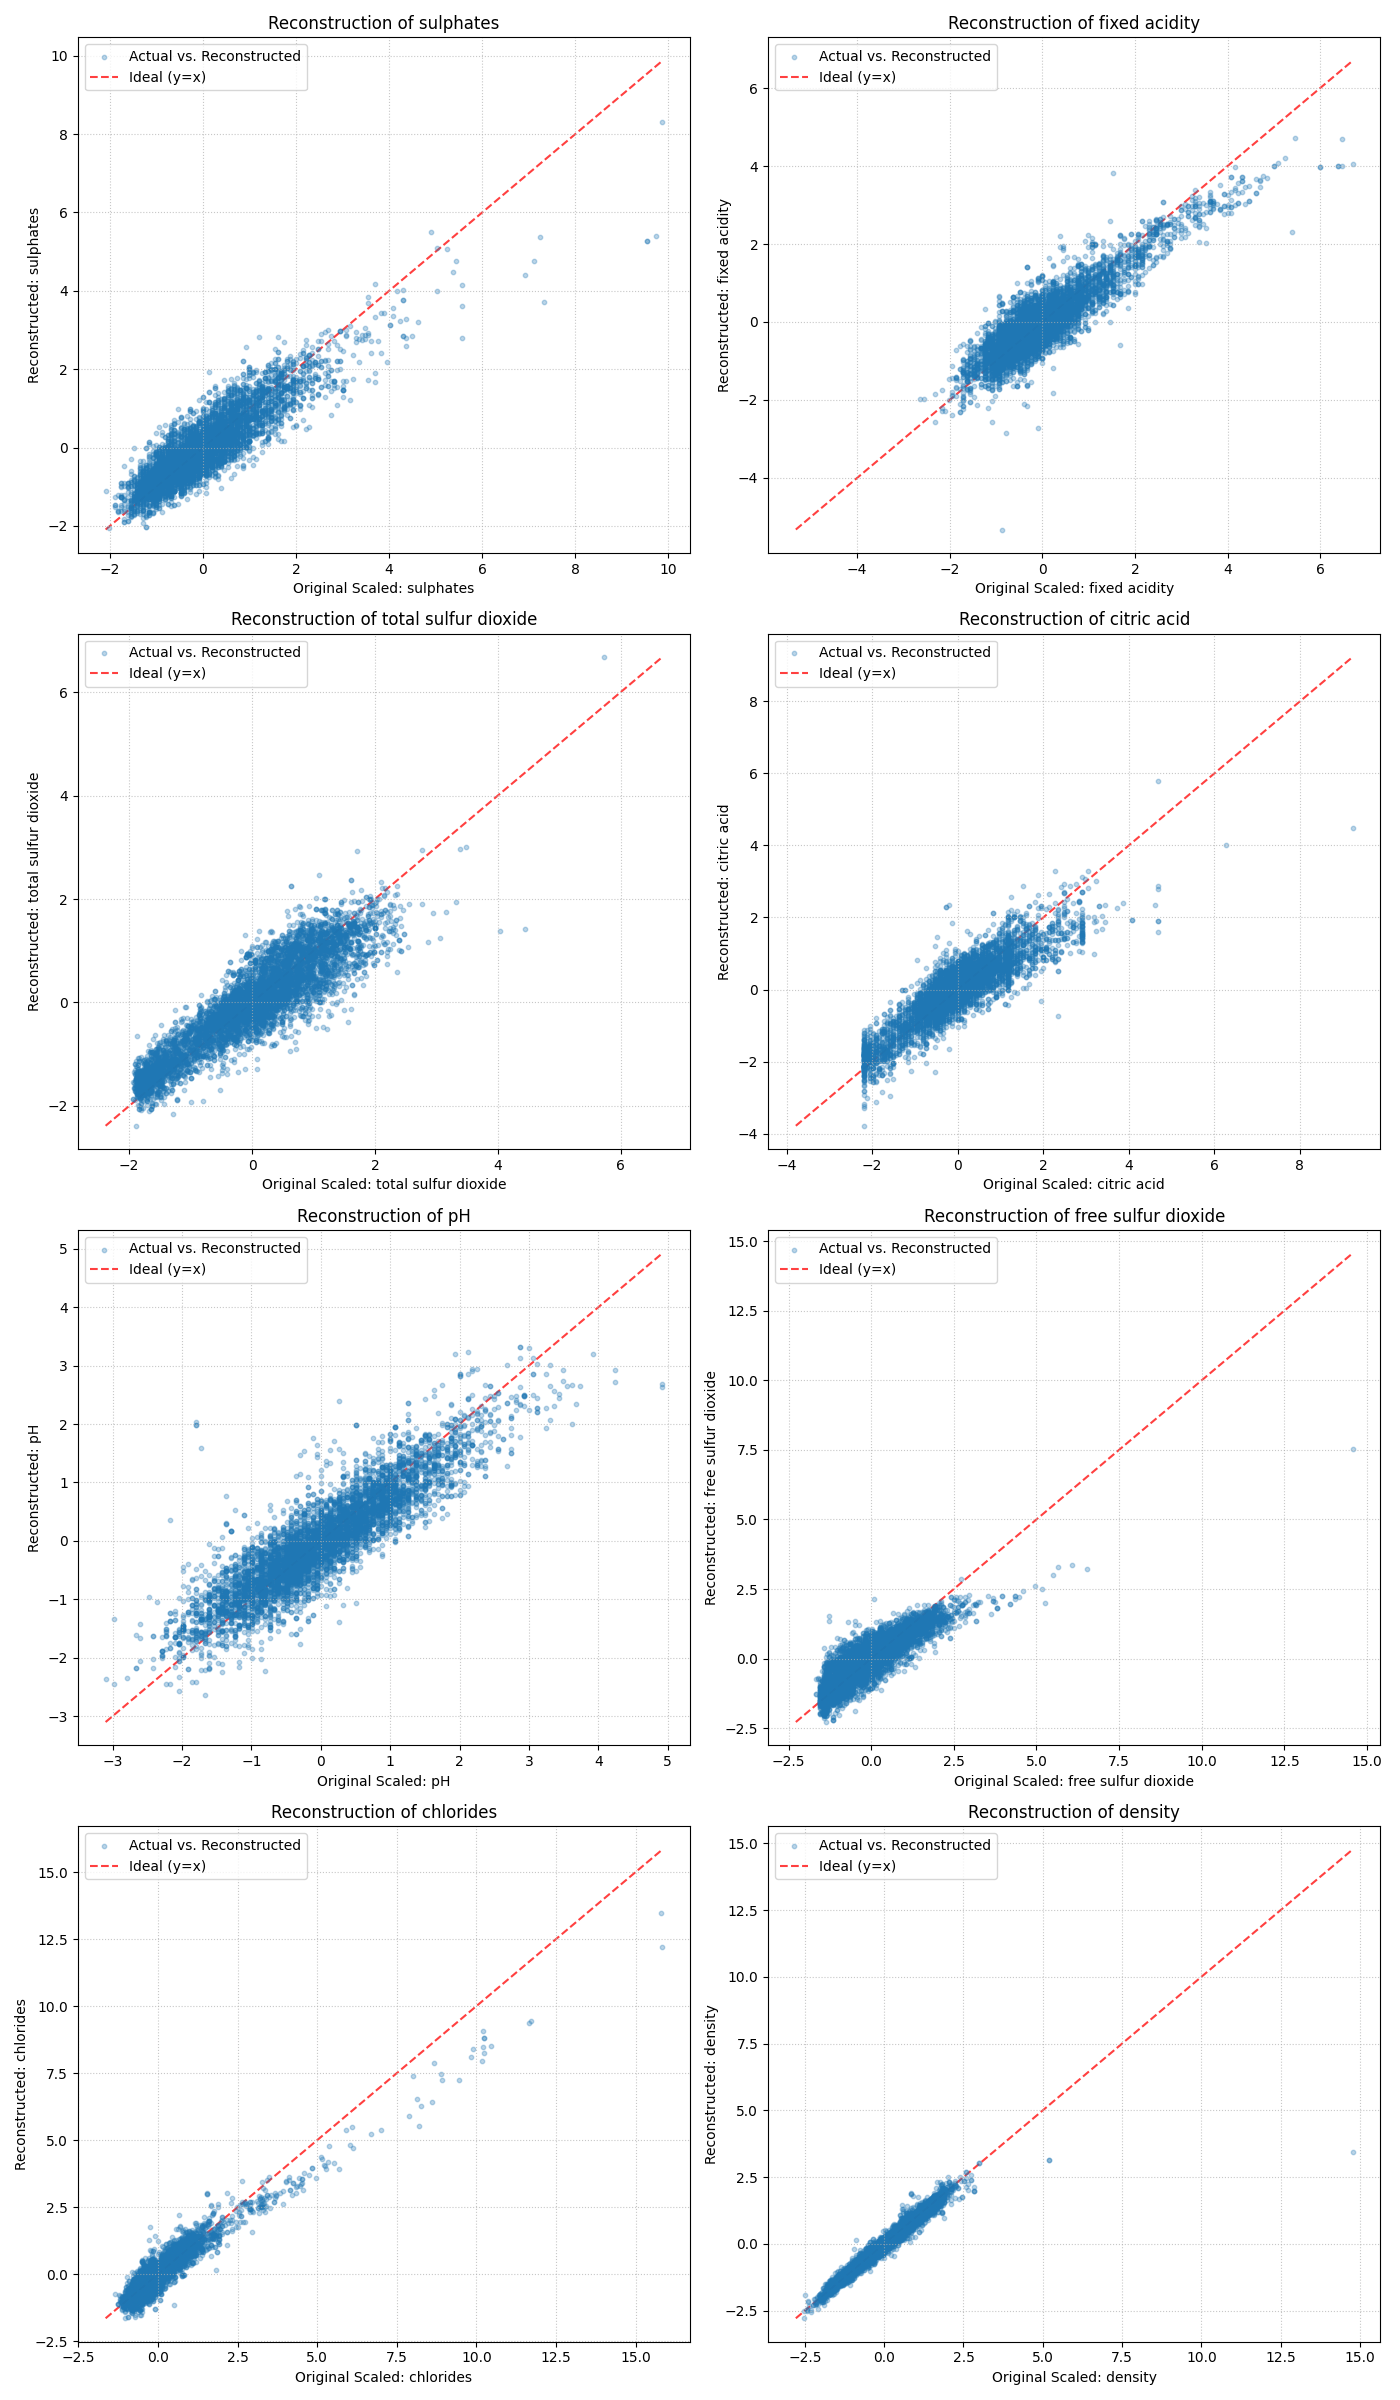 Reconstruction of sulphates
Actual vs. Reconstructed
Ideal (y=x)
10
8
6
4
2
0
−2
−2 0 2 4 6 8 10
Reconstructed: sulphates
Original Scaled: sulphates
Reconstruction of fixed acidity
Actual vs. Reconstructed
Ideal (y=x)
6
4
2
0
−2
−4
−4 −2 0 2 4 6
Reconstructed: fixed acidity
Original Scaled: fixed acidity
Reconstruction of total sulfur dioxide
Actual vs. Reconstructed
Ideal (y=x)
6
4
2
0
−2
−2 0 2 4 6
Reconstructed: total sulfur dioxide
Original Scaled: total sulfur dioxide
Reconstruction of citric acid
Actual vs. Reconstructed
Ideal (y=x)
8
6
4
2
0
−2
−4
−4 −2 0 2 4 6 8
Reconstructed: citric acid
Original Scaled: citric acid
Reconstruction of pH
Actual vs. Reconstructed
Ideal (y=x)
5
4
3
2
1
0
−1
−2
−3
−3 −2 −1 0 1 2 3 4 5
Reconstructed: pH
Original Scaled: pH
Reconstruction of free sulfur dioxide
Actual vs. Reconstructed
Ideal (y=x)
15.0
12.5
10.0
7.5
5.0
2.5
0.0
−2.5
−2.5 0.0 2.5 5.0 7.5 10.0 12.5 15.0
Reconstructed: free sulfur dioxide
Original Scaled: free sulfur dioxide
Reconstruction of chlorides
Actual vs. Reconstructed
Ideal (y=x)
15.0
12.5
10.0
7.5
5.0
2.5
0.0
−2.5
−2.5 0.0 2.5 5.0 7.5 10.0 12.5 15.0
Reconstructed: chlorides
Original Scaled: chlorides
Reconstruction of density
Actual vs. Reconstructed
Ideal (y=x)
15.0
12.5
10.0
7.5
5.0
2.5
0.0
−2.5
−2.5 0.0 2.5 5.0 7.5 10.0 12.5 15.0
Reconstructed: density
Original Scaled: density